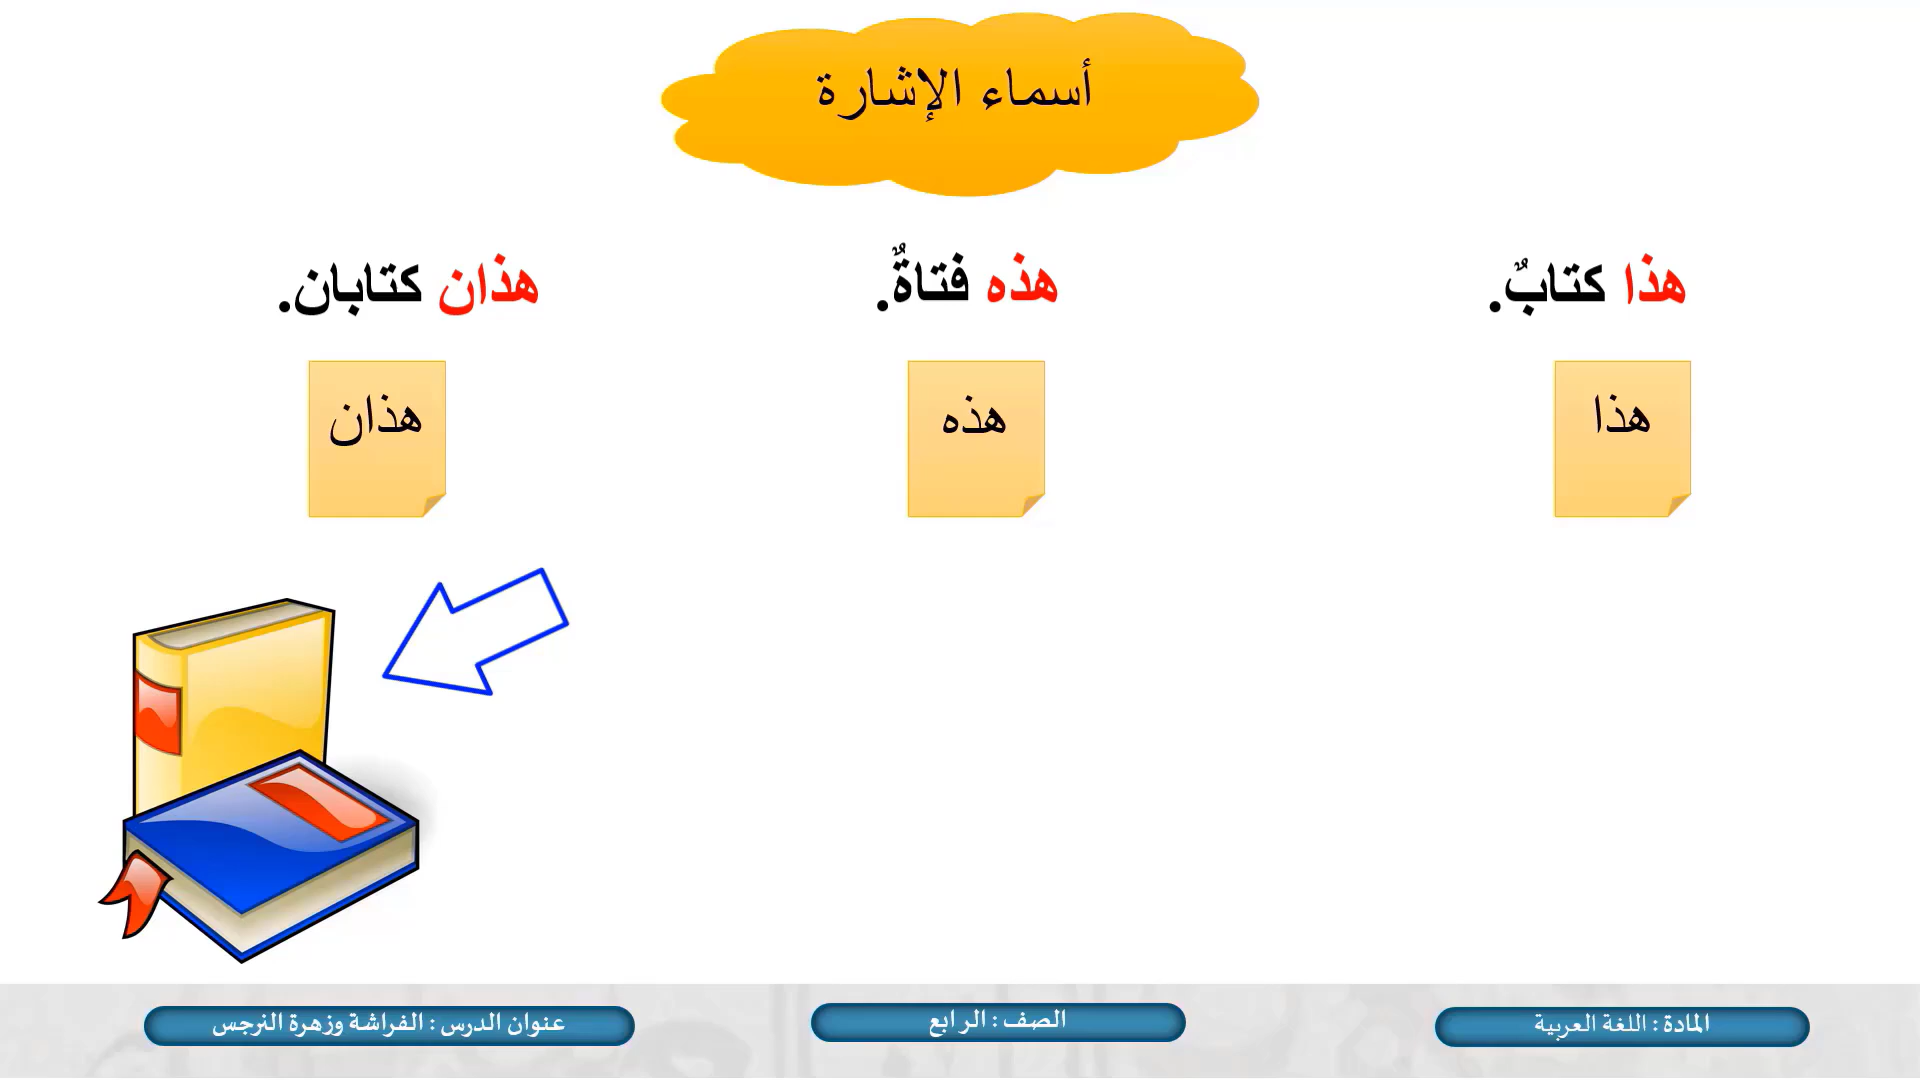 أسماء الإشارة
هذا كتابٌ.
هذه فتاةٌ.
هذان كتابان.
هذا
هذه
هذان
المادة : اللغة العربية
الصف : الرابع
عنوان الدرس : الفراشة وزهرة النرجس